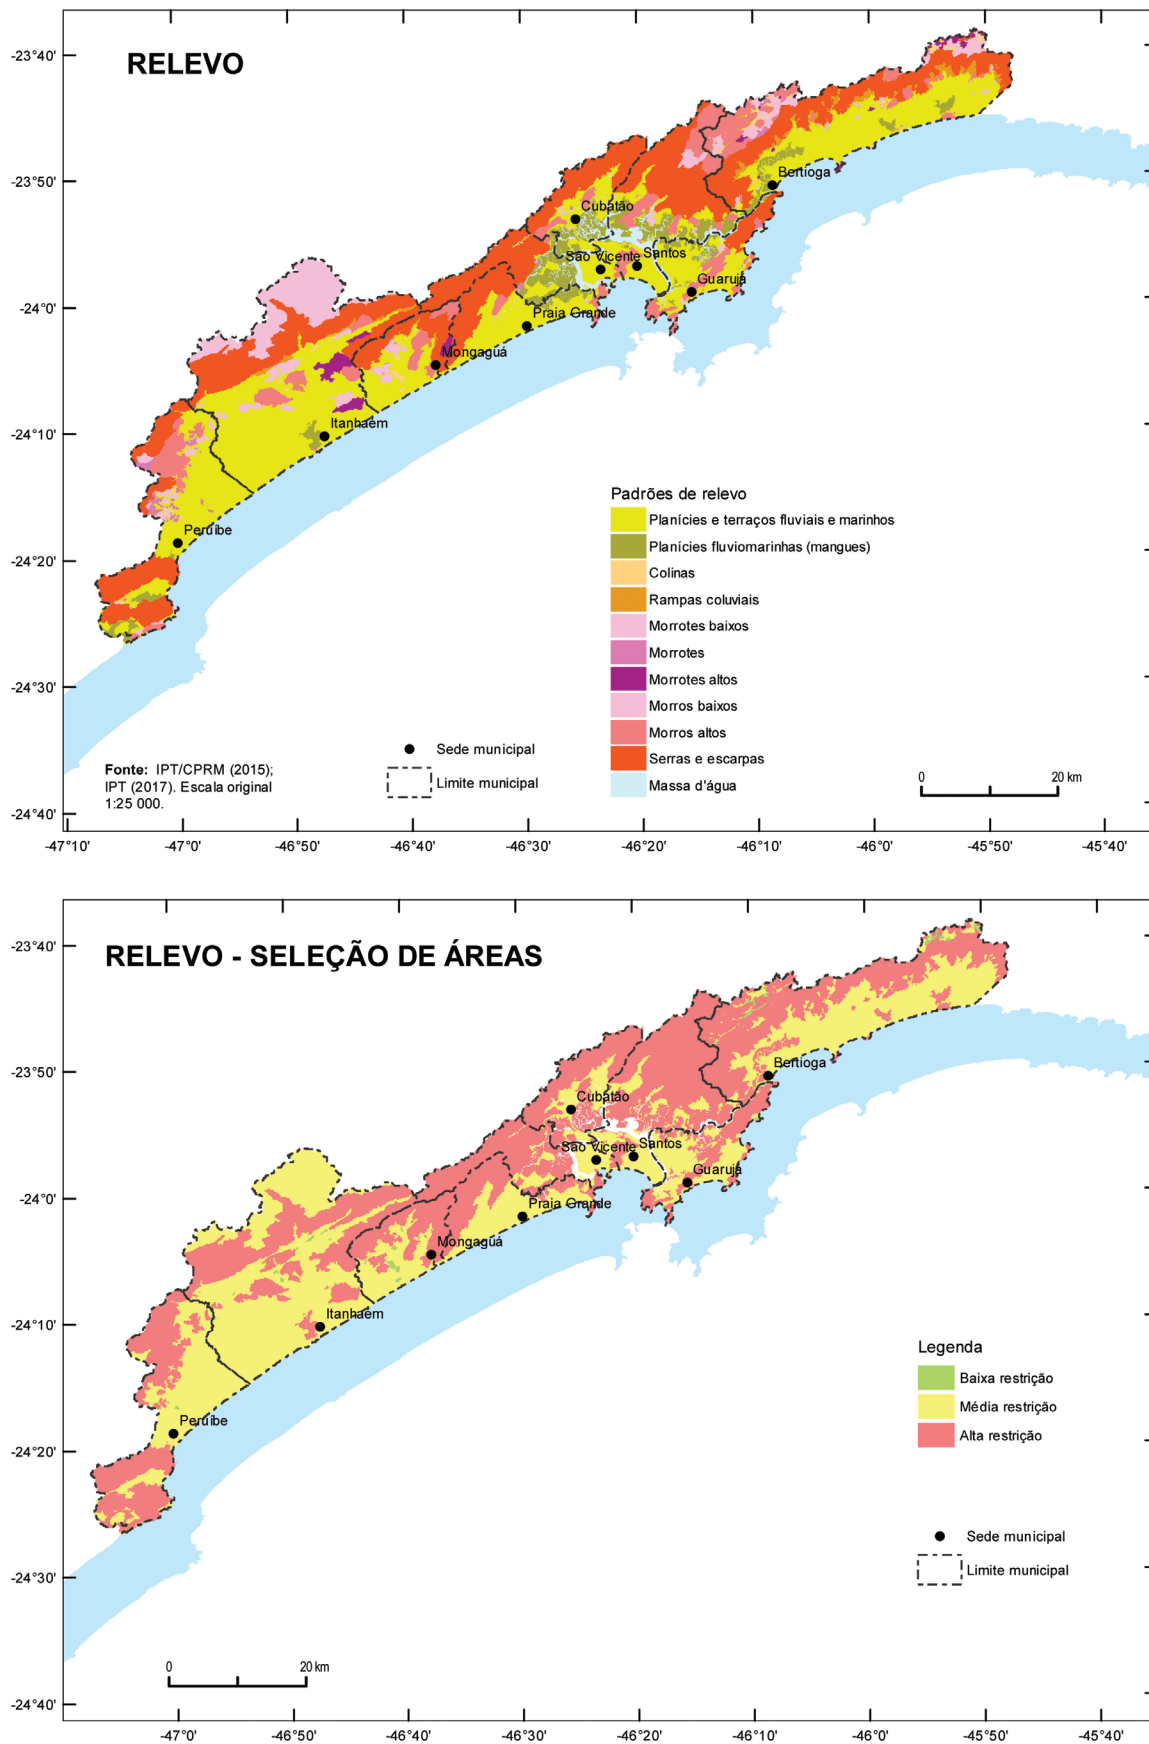 RELEVO
-23°40'
-23°50'
-24°0'
-24°10'
-24°20'
-24°30'
-24°40'
Bertioga
Cubatão
São Vicente
Santos
Guarujá
Praia Grande
Mongaguá
Itanhaém
Peruíbe
Padrões de relevo
Planícies e terraços fluviais e marinhos
Planícies fluviomarinhas (mangues)
Colinas
Rampas coluviais
Morrotes baixos
Morrotes
Morrotes altos
Morros baixos
Morros altos
Serras e escarpas
Massa d'água
Sede municipal
Limite municipal
Fonte: IPT/CPRM (2015);
IPT (2017). Escala original
1:25 000.
0 20 km
-47°10' -47°0' -46°50' -46°40' -46°30' -46°20' -46°10' -46°0' -45°50' -45°40'
RELEVO - SELEÇÃO DE ÁREAS
-23°40'
-23°50'
-24°0'
-24°10'
-24°20'
-24°30'
-24°40'
Bertioga
Cubatão
São Vicente
Santos
Guarujá
Praia Grande
Mongaguá
Itanhaém
Peruíbe
Legenda
Baixa restrição
Média restrição
Alta restrição
Sede municipal
Limite municipal
0 20 km
-47°0' -46°50' -46°40' -46°30' -46°20' -46°10' -46°0' -45°50' -45°40'